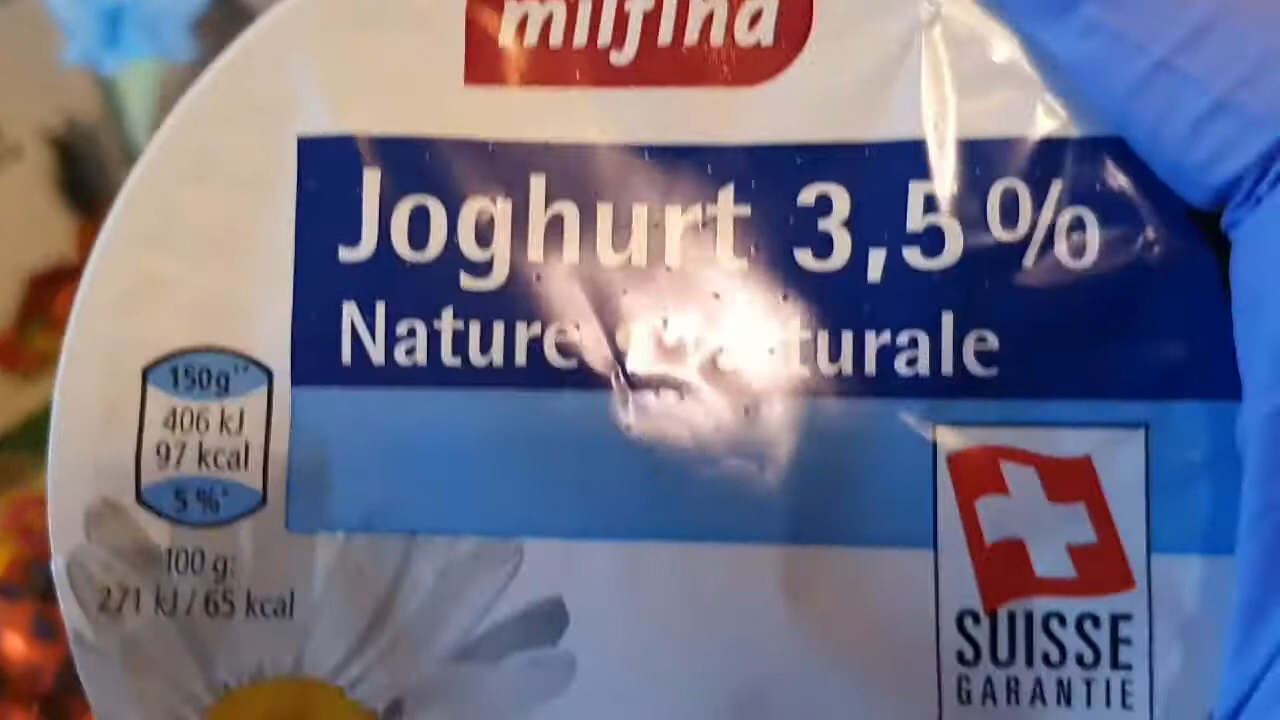 milfina
Joghurt 3,5%
Nature turale
150g**
406 kJ
97 kcal
5%*
100 g:
271 kJ / 65 kcal
SUISSE
GARANTIE